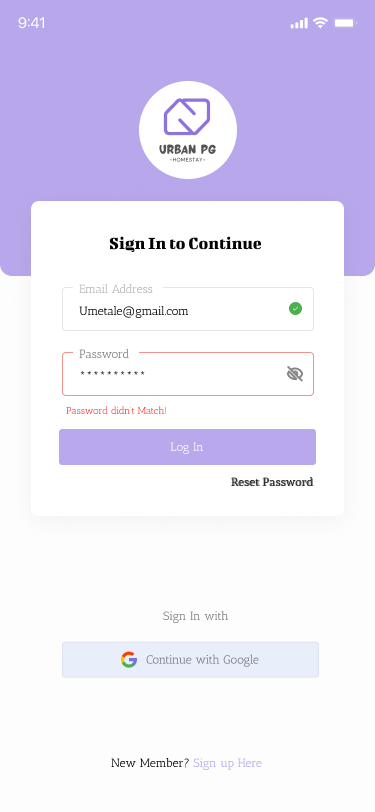 9:41
URBAN PG
-HOMESTAY-
Sign In to Continue
Email Address
Umetale@gmail.com
Password
**********
Password didn't Match!
Log In
Reset Password
Sign In with
Continue with Google
New Member? Sign up Here